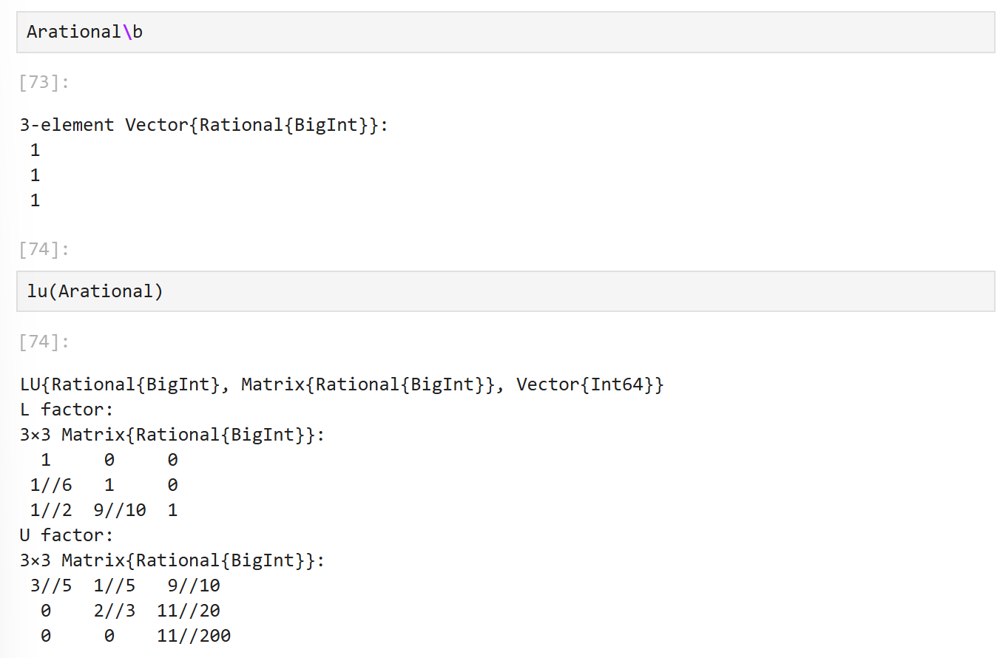 Arational\b
[73]:
3-element Vector{Rational{BigInt}}:
1
1
1
[74]:
lu(Arational)
[74]:
LU{Rational{BigInt}, Matrix{Rational{BigInt}}, Vector{Int64}}
L factor:
3×3 Matrix{Rational{BigInt}}:
1 0 0
1//6 1 0
1//2 9//10 1
U factor:
3×3 Matrix{Rational{BigInt}}:
3//5 1//5 9//10
0 2//3 11//20
0 0 11//200